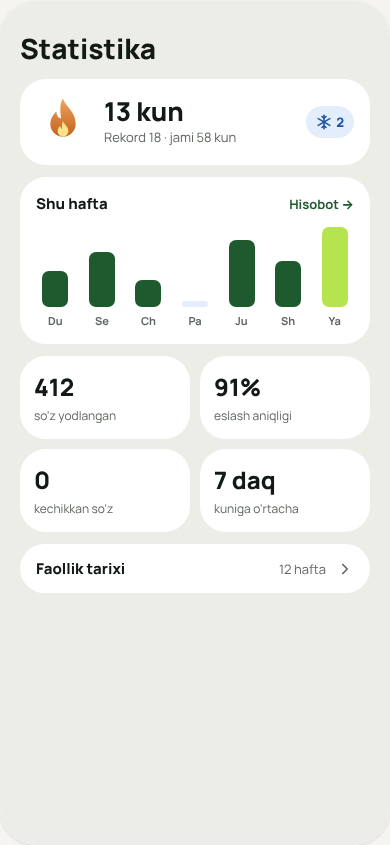 Statistika
13 kun
Rekord 18 · jami 58 kun
2
Shu hafta
Hisobot →
Du Se Ch Pa Ju Sh Ya
412
so'z yodlangan
91%
eslash aniqligi
0
kechikkan so'z
7 daq
kuniga o'rtacha
Faollik tarixi
12 hafta